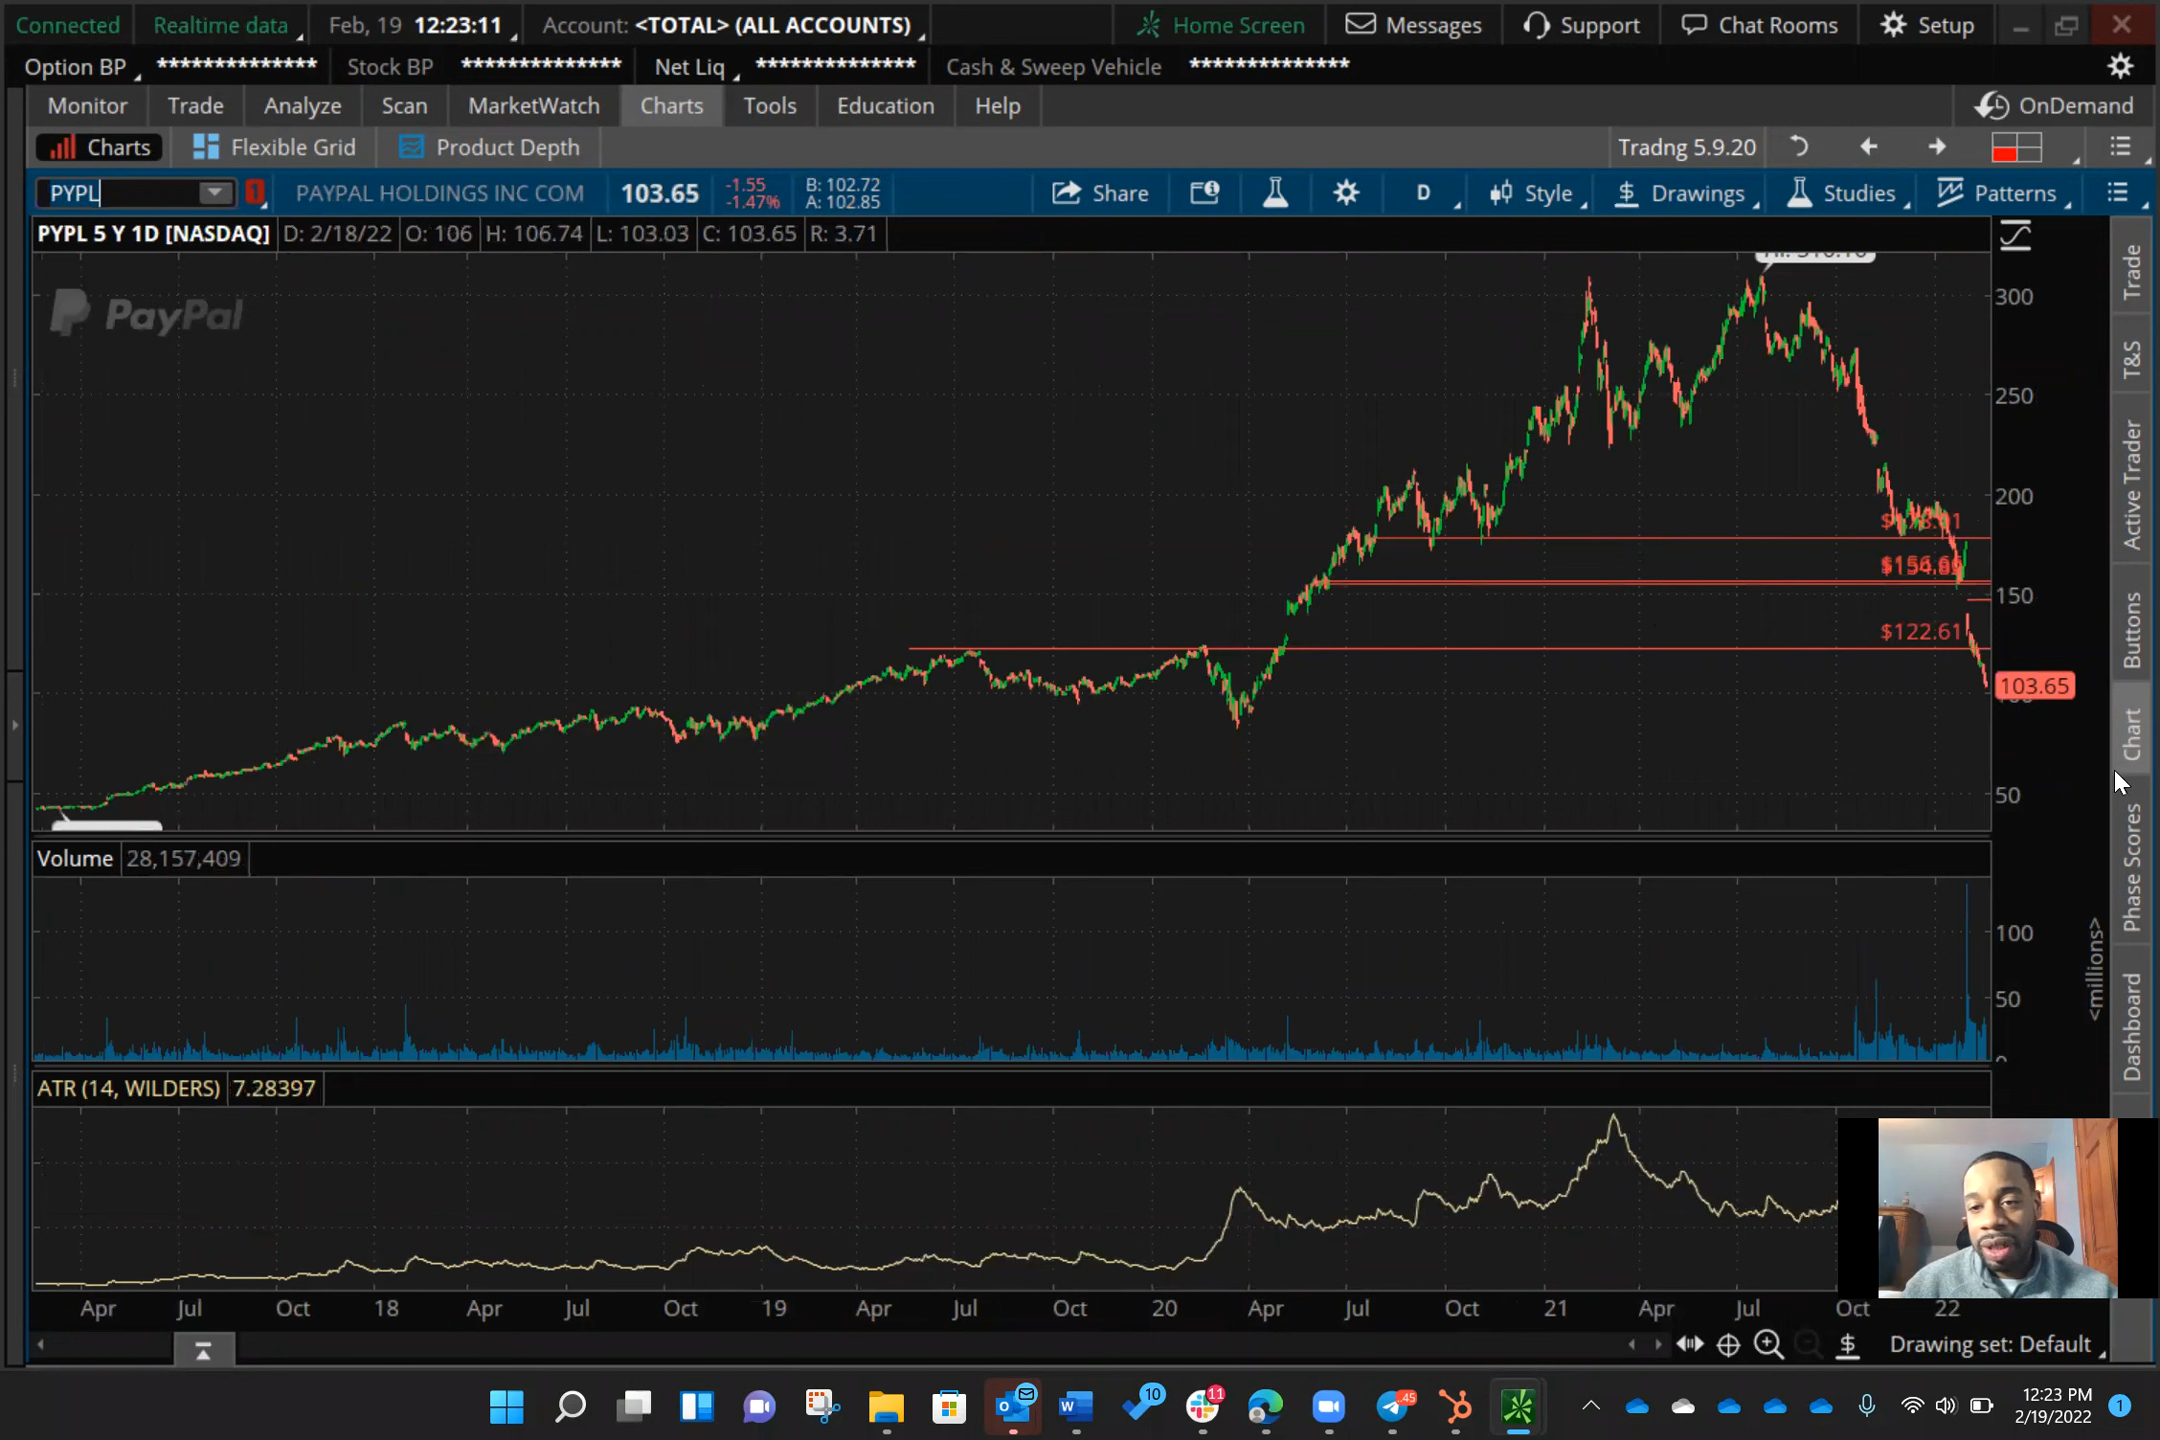 Connected Realtime data Feb, 19 12:23:11 Account: <TOTAL> (ALL ACCOUNTS) Home Screen Messages Support Chat Rooms Setup
Option BP ************** Stock BP ************** Net Liq ************** Cash & Sweep Vehicle **************
Monitor Trade Analyze Scan MarketWatch Charts Tools Education Help OnDemand
Charts Flexible Grid Product Depth Tradng 5.9.20
PYPL 1 PAYPAL HOLDINGS INC COM 103.65 -1.55 B: 102.72 Share D Style Drawings Studies Patterns
-1.47% A: 102.85
PYPL 5 Y 1D [NASDAQ] D: 2/18/22 O: 106 H: 106.74 L: 103.03 C: 103.65 R: 3.71
PayPal
300
250
200
150
$122.61
103.65
50
Trade
T&S
Active Trader
Buttons
Chart
Phase Scores
Dashboard
Volume 28,157,409
100
50
<millions>
ATR (14, WILDERS) 7.28397
Apr Jul Oct 18 Apr Jul Oct 19 Apr Jul Oct 20 Apr Jul Oct 21 Apr Jul Oct 22
Drawing set: Default
10 11 .45
12:23 PM
2/19/2022 1